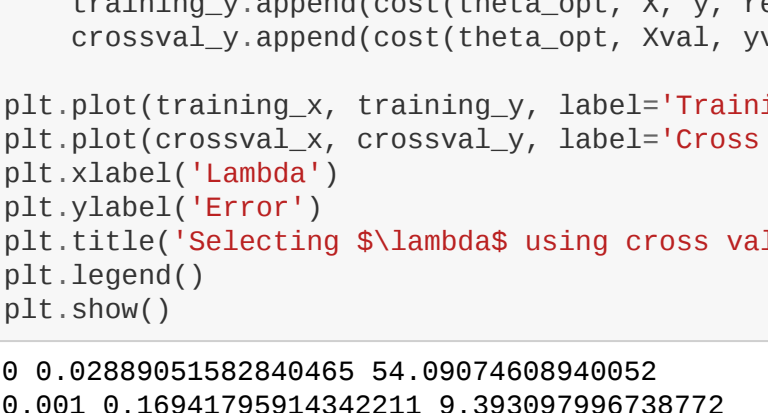 training_y.append(cost(theta_opt, X, y, re
crossval_y.append(cost(theta_opt, Xval, yv
plt.plot(training_x, training_y, label='Traini
plt.plot(crossval_x, crossval_y, label='Cross
plt.xlabel('Lambda')
plt.ylabel('Error')
plt.title('Selecting $\lambda$ using cross val
plt.legend()
plt.show()
0 0.02889051582840465 54.09074608940052
0.001 0.16941795914342211 9.393097996738772